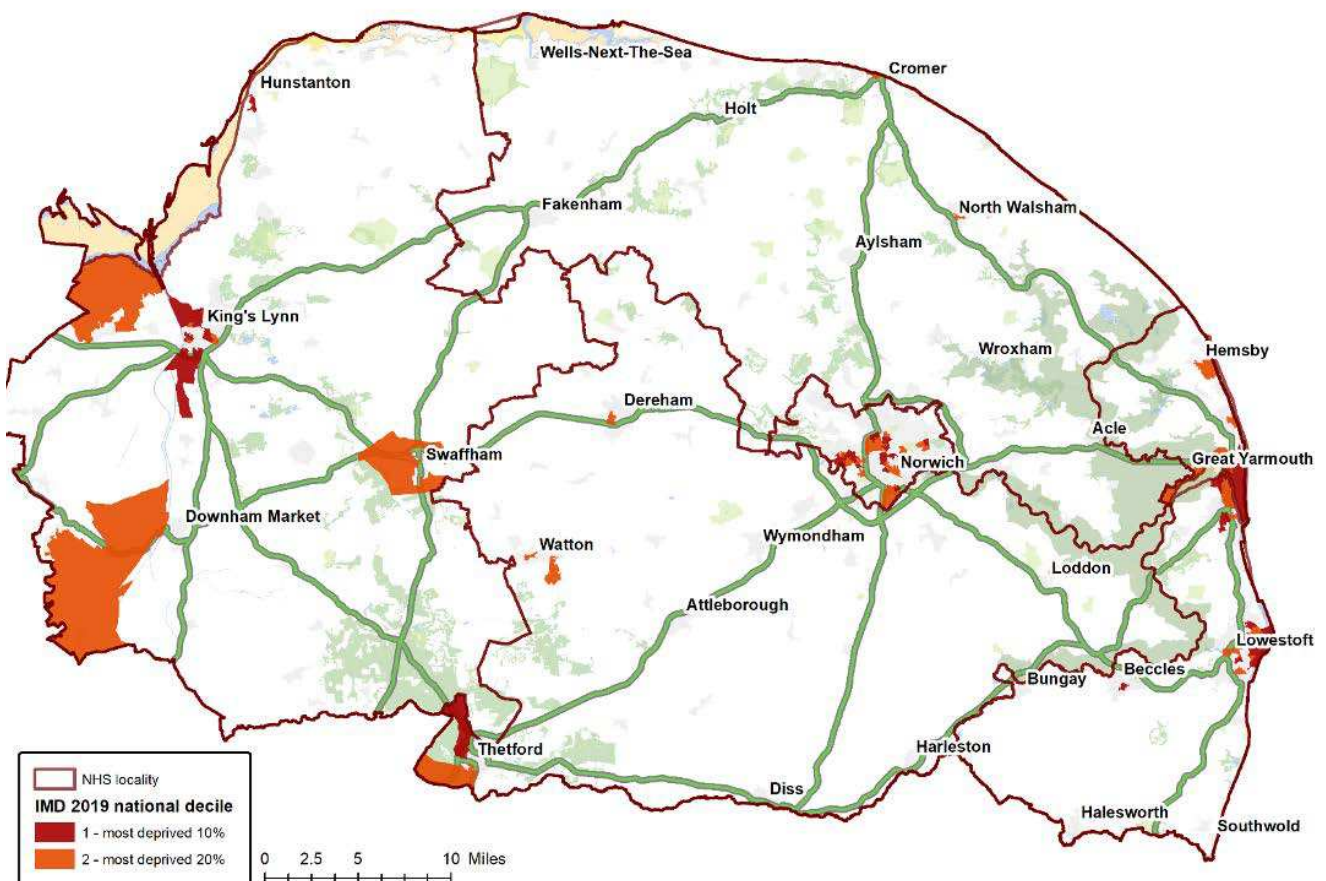 Wells-Next-The-Sea
Cromer
Hunstanton
Holt
Fakenham
North Walsham
Aylsham
King's Lynn
Wroxham
Hemsby
Dereham
Acle
Swaffham
Norwich
Great Yarmouth
Downham Market
Wymondham
Watton
Loddon
Attleborough
Lowestoft
Beccles
Bungay
Thetford
Harleston
Diss
Halesworth
Southwold
NHS locality
IMD 2019 national decile
1 - most deprived 10%
2 - most deprived 20%
0 2.5 5 10 Miles